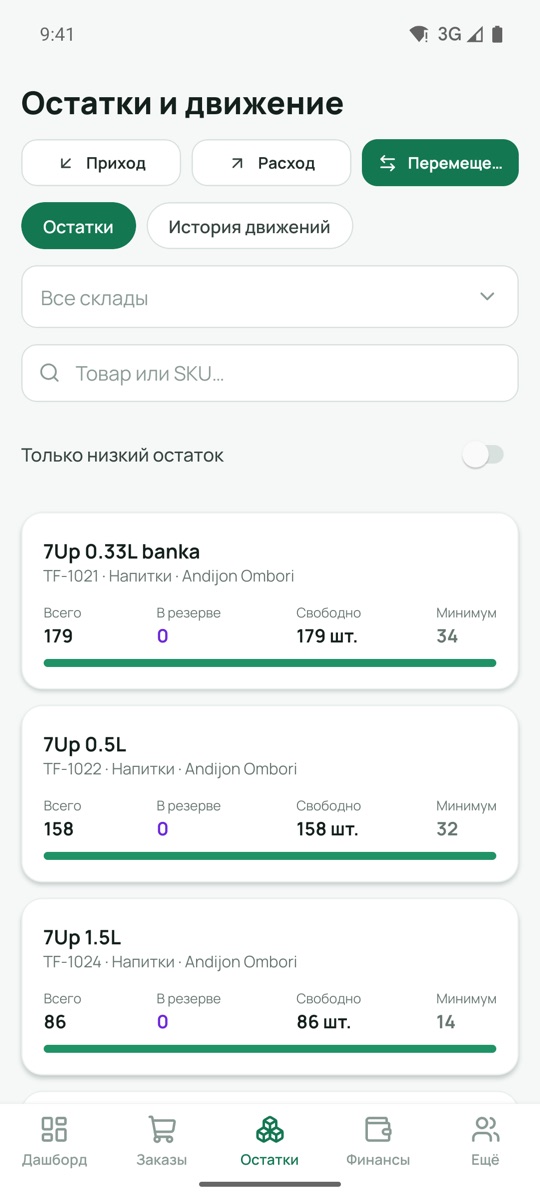 9:41
3G
Остатки и движение
Приход
Расход
Перемеще...
Остатки
История движений
Все склады
Товар или SKU...
Только низкий остаток
7Up 0.33L banka
TF-1021 · Напитки · Andijon Ombori
Всего В резерве Свободно Минимум
179 0 179 шт. 34
7Up 0.5L
TF-1022 · Напитки · Andijon Ombori
Всего В резерве Свободно Минимум
158 0 158 шт. 32
7Up 1.5L
TF-1024 · Напитки · Andijon Ombori
Всего В резерве Свободно Минимум
86 0 86 шт. 14
Дашборд Заказы Остатки Финансы Ещё